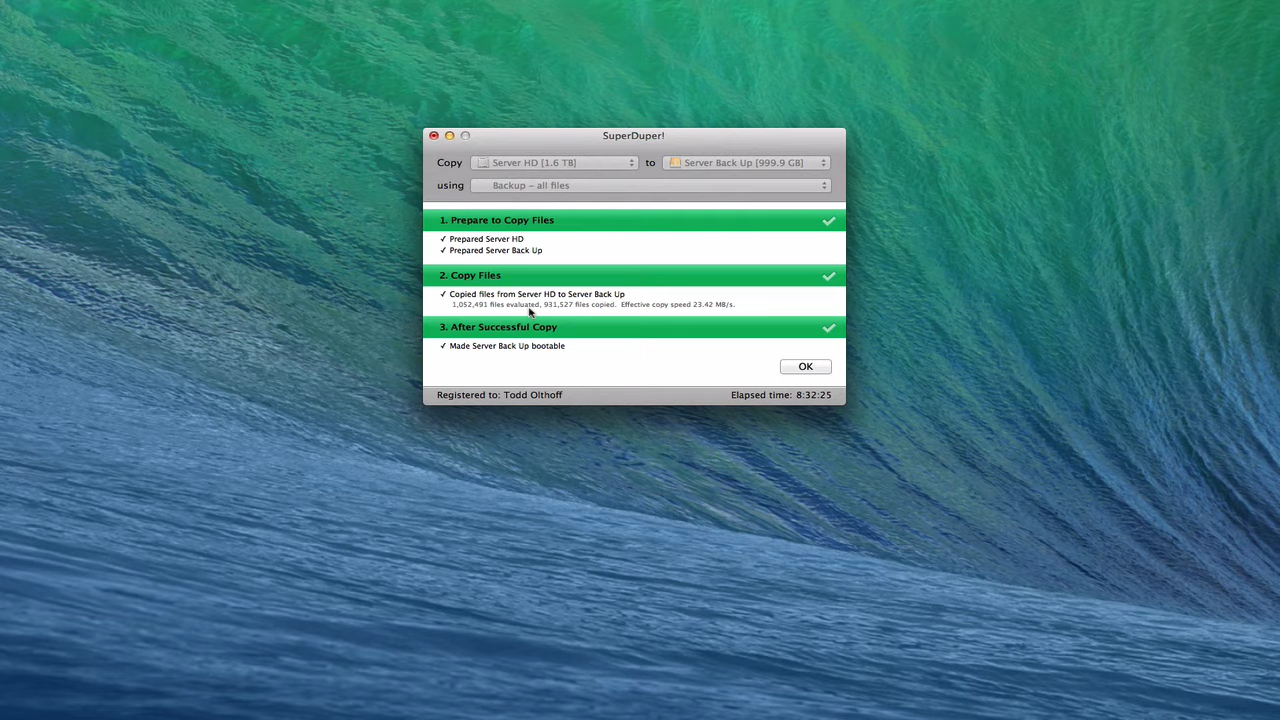 SuperDuper!
Copy Server HD [1.6 TB] to Server Back Up [999.9 GB]
using Backup – all files
1. Prepare to Copy Files
✓ Prepared Server HD
✓ Prepared Server Back Up
2. Copy Files
✓ Copied files from Server HD to Server Back Up
1,052,491 files evaluated, 931,527 files copied. Effective copy speed 23.42 MB/s.
3. After Successful Copy
✓ Made Server Back Up bootable
OK
Registered to: Todd Olthoff Elapsed time: 8:32:25